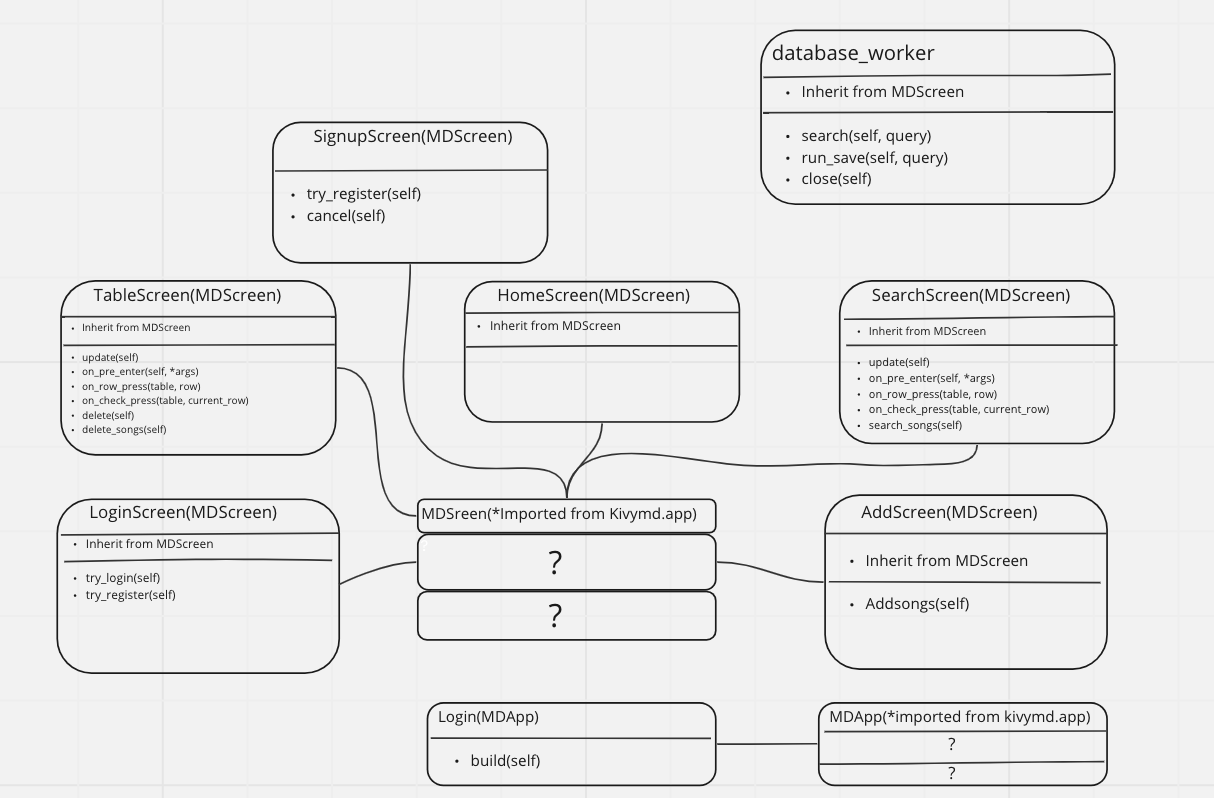 database_worker
• Inherit from MDScreen
• search(self, query)
• run_save(self, query)
• close(self)
SignupScreen(MDScreen)
• try_register(self)
• cancel(self)
TableScreen(MDScreen)
• Inherit from MDScreen
• update(self)
• on_pre_enter(self, *args)
• on_row_press(table, row)
• on_check_press(table, current_row)
• delete(self)
• delete_songs(self)
HomeScreen(MDScreen)
• Inherit from MDScreen
SearchScreen(MDScreen)
• Inherit from MDScreen
• update(self)
• on_pre_enter(self, *args)
• on_row_press(table, row)
• on_check_press(table, current_row)
• search_songs(self)
LoginScreen(MDScreen)
• Inherit from MDScreen
• try_login(self)
• try_register(self)
MDSreen(*Imported from Kivymd.app)
?
?
AddScreen(MDScreen)
• Inherit from MDScreen
• Addsongs(self)
Login(MDApp)
• build(self)
MDApp(*imported from kivymd.app)
?
?